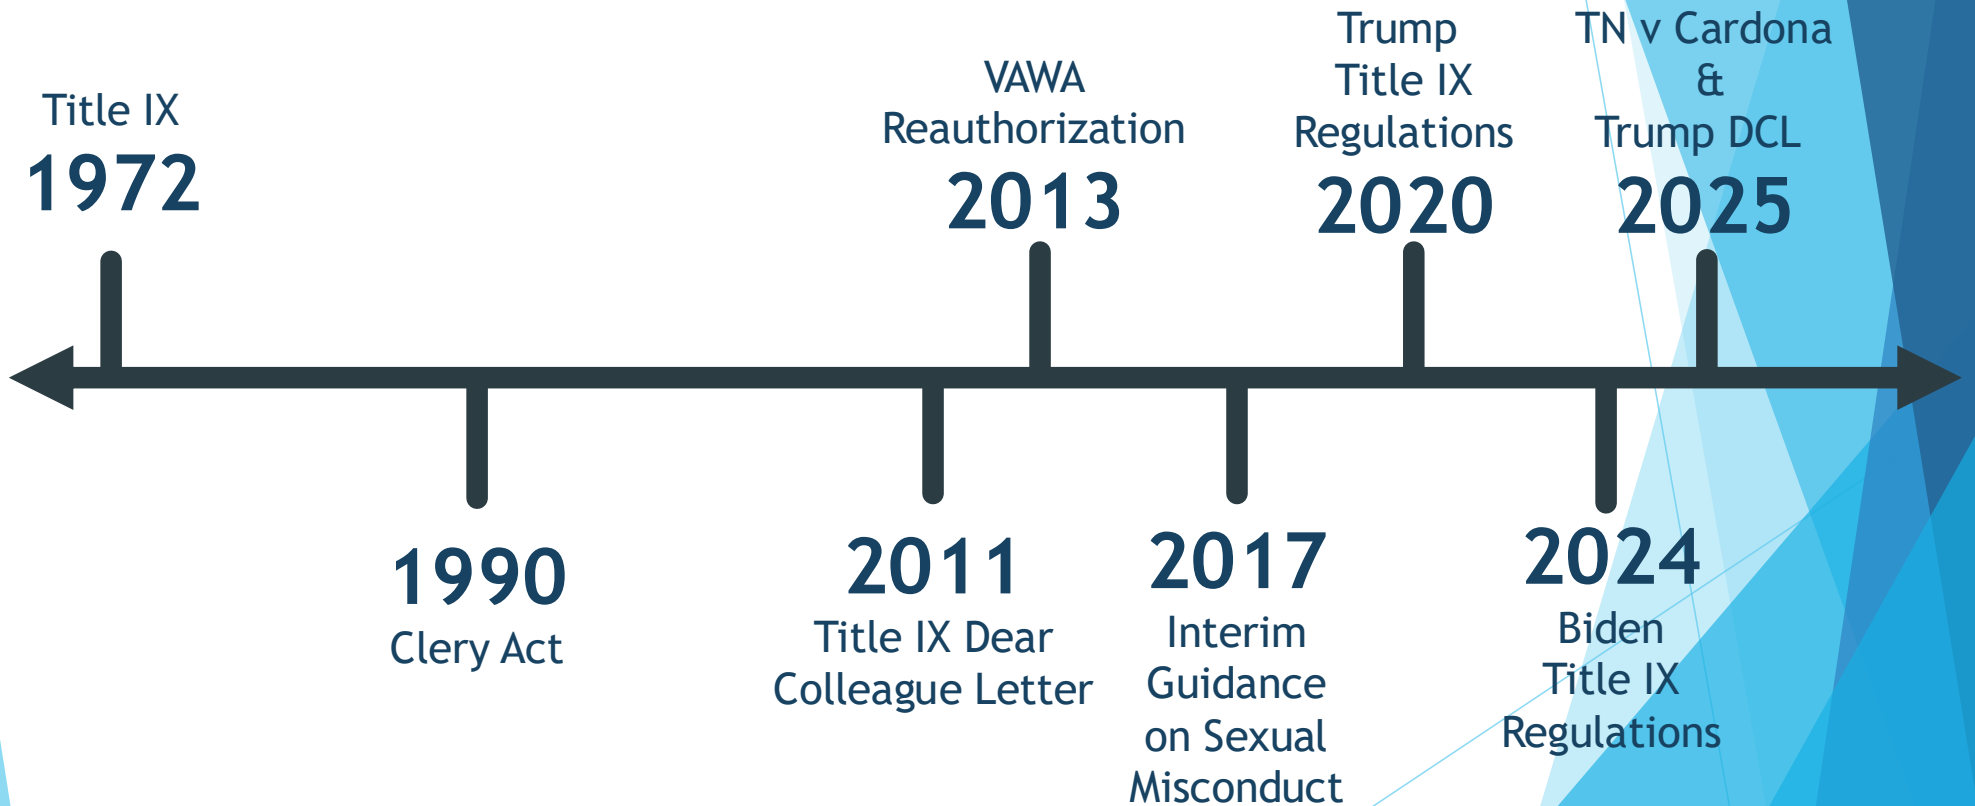 Title IX
1972
1990
Clery Act
2011
Title IX Dear
Colleague Letter
VAWA
Reauthorization
2013
2017
Interim
Guidance
on Sexual
Misconduct
Trump
Title IX
Regulations
2020
2024
Biden
Title IX
Regulations
TN v Cardona
&
Trump DCL
2025